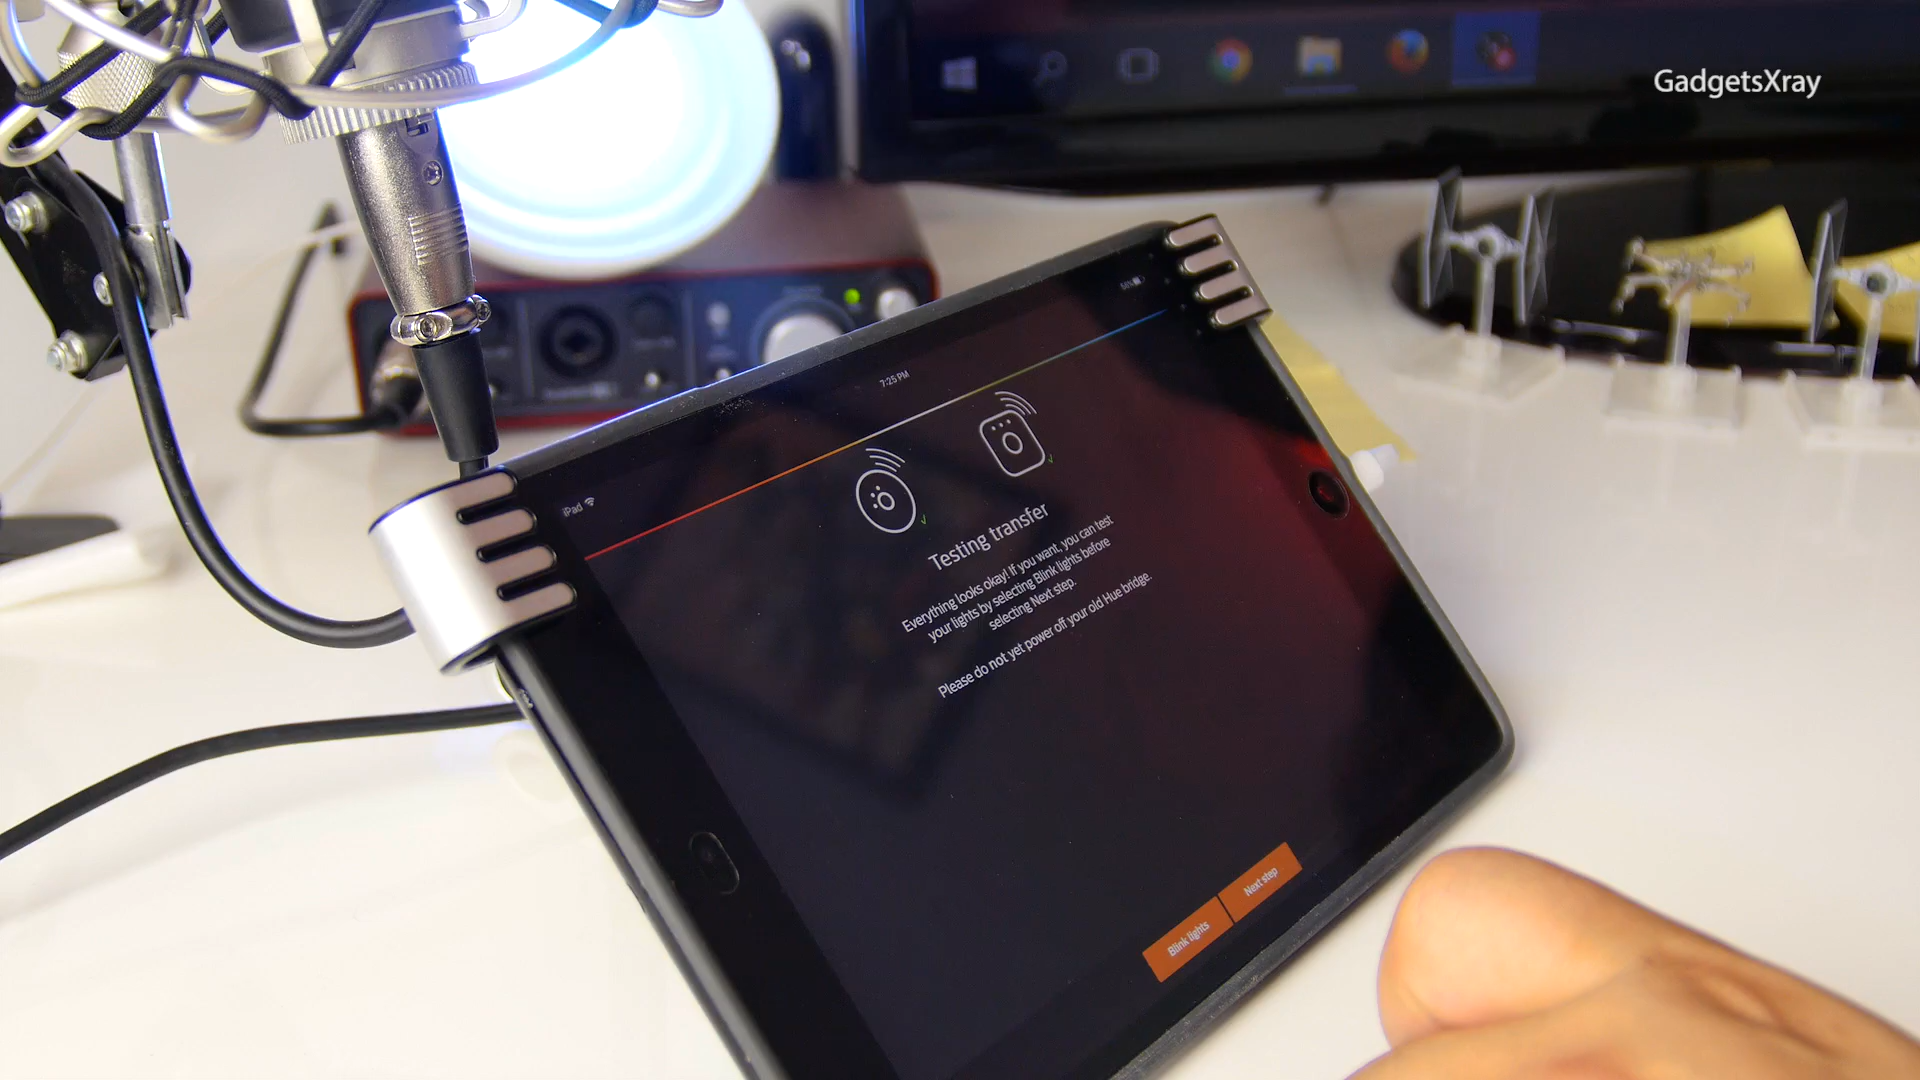 GadgetsXray
7:25 PM
iPad
Testing transfer
Everything looks okay! If you want, you can test
your lights by selecting Blink lights before
selecting Next step.
Please do not yet power off your old Hue bridge.
Blink lights
Next step